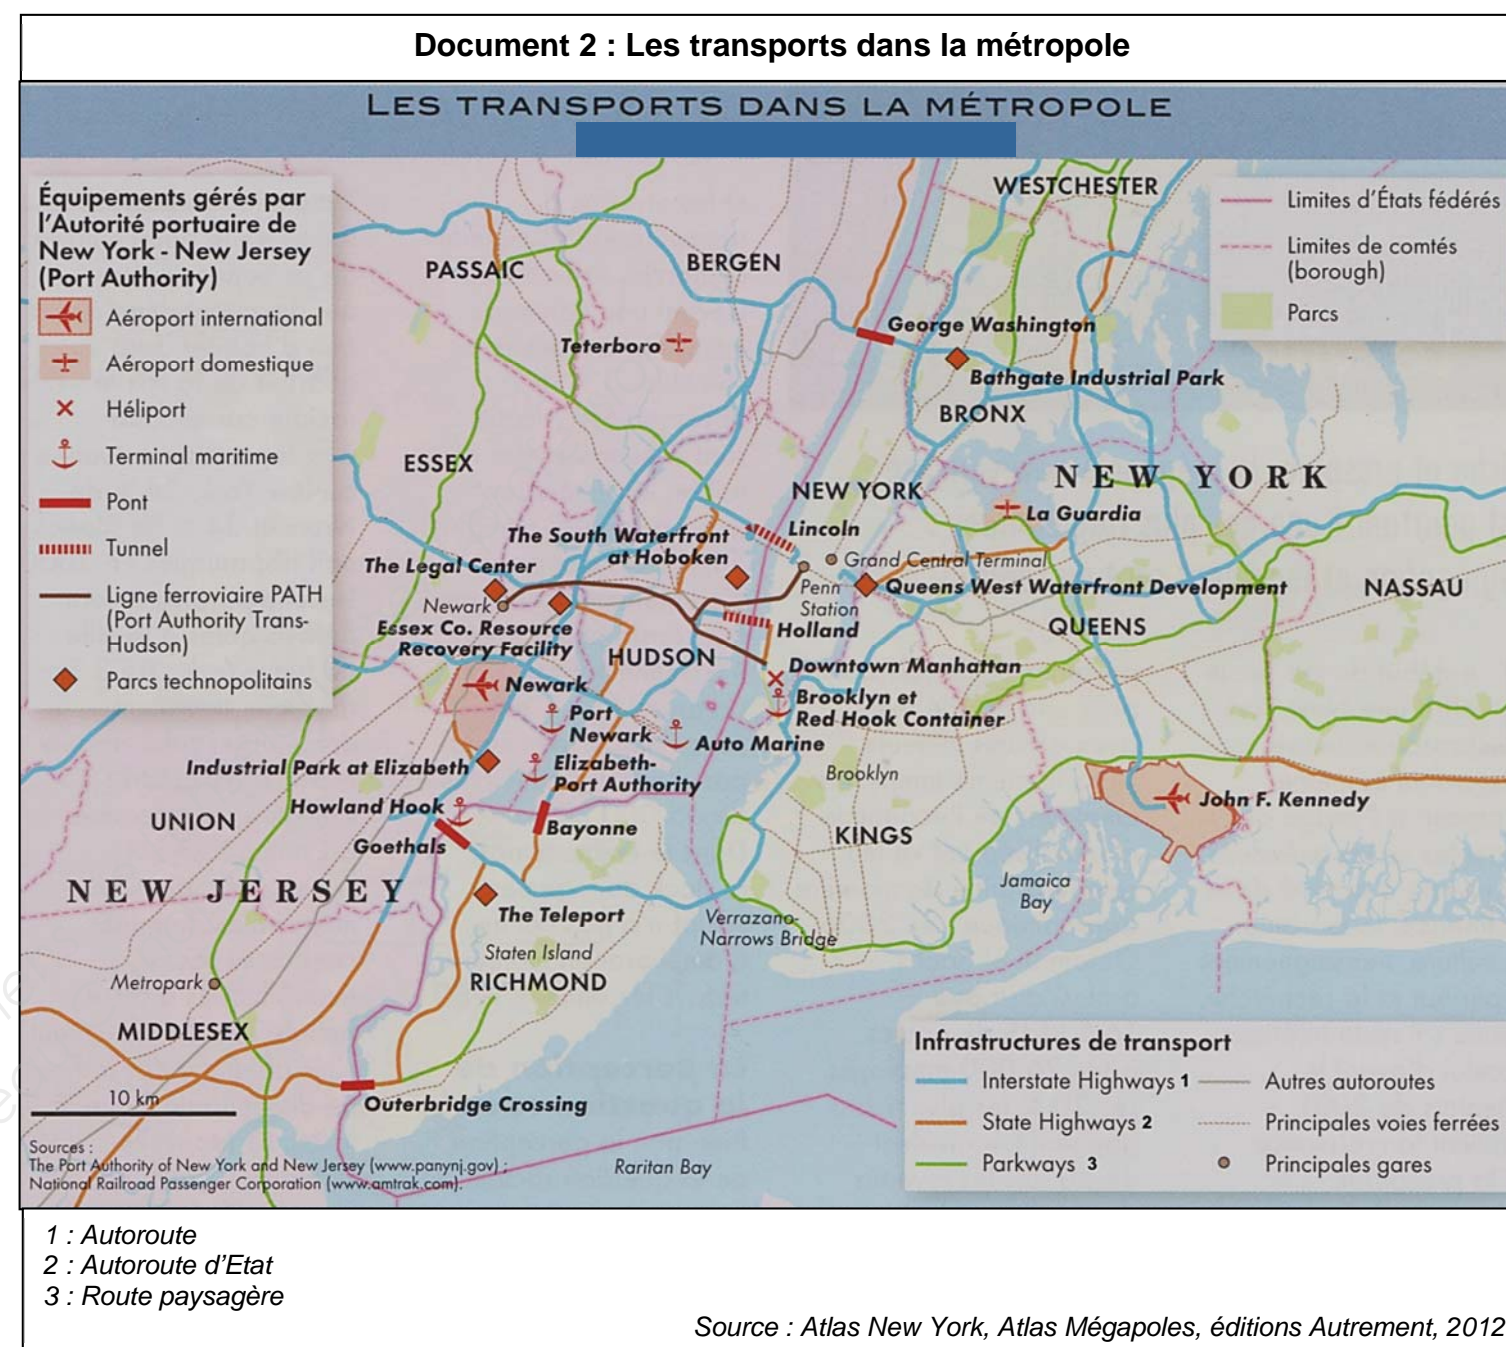 Document 2 : Les transports dans la métropole
LES TRANSPORTS DANS LA MÉTROPOLE
Équipements gérés par
l'Autorité portuaire de
New York - New Jersey
(Port Authority)
Aéroport international
Aéroport domestique
Héliport
Terminal maritime
Pont
Tunnel
Ligne ferroviaire PATH
(Port Authority Trans-
Hudson)
Parcs technopolitains
Limites d'États fédérés
Limites de comtés
(borough)
Parcs
WESTCHESTER
PASSAIC
BERGEN
Teterboro
George Washington
Bathgate Industrial Park
BRONX
ESSEX
NEW YORK
NEW YORK
La Guardia
Lincoln
The South Waterfront
at Hoboken
Grand Central Terminal
The Legal Center
Penn
Station
Queens West Waterfront Development
NASSAU
Newark
Essex Co. Resource
Recovery Facility
Holland
QUEENS
HUDSON
Downtown Manhattan
Newark
Brooklyn et
Red Hook Container
Port
Newark
Auto Marine
Industrial Park at Elizabeth
Elizabeth-
Port Authority
Brooklyn
Howland Hook
John F. Kennedy
UNION
Bayonne
KINGS
Goethals
NEW JERSEY
Jamaica
Bay
The Teleport
Verrazano-
Narrows Bridge
Staten Island
RICHMOND
Metropark
MIDDLESEX
10 km
Outerbridge Crossing
Raritan Bay
Sources :
The Port Authority of New York and New Jersey (www.panynj.gov) ;
National Railroad Passenger Corporation (www.amtrak.com).
Infrastructures de transport
Interstate Highways 1
State Highways 2
Parkways 3
Autres autoroutes
Principales voies ferrées
Principales gares
1 : Autoroute
2 : Autoroute d'Etat
3 : Route paysagère
Source : Atlas New York, Atlas Mégapoles, éditions Autrement, 2012